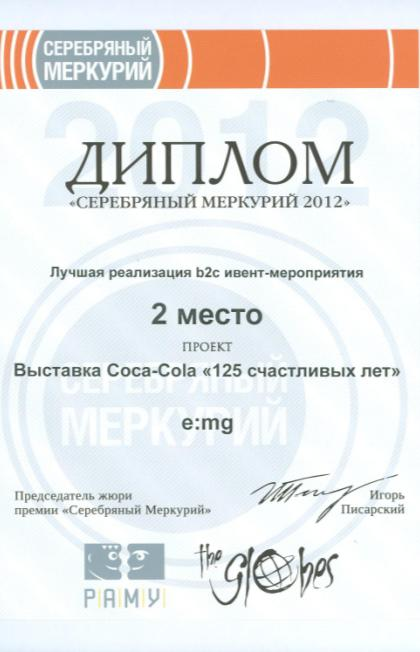 СЕРЕБРЯНЫЙ
МЕРКУРИЙ
2012
ДИПЛОМ
«СЕРЕБРЯНЫЙ МЕРКУРИЙ 2012»
Лучшая реализация b2c ивент-мероприятия
2 место
ПРОЕКТ
Выставка Coca-Cola «125 счастливых лет»
СЕРЕБРЯНЫЙ
МЕРКУРИЙ
e:mg
Председатель жюри
премии «Серебряный Меркурий»
Игорь
Писарский
the globes
Р|А|М|У|